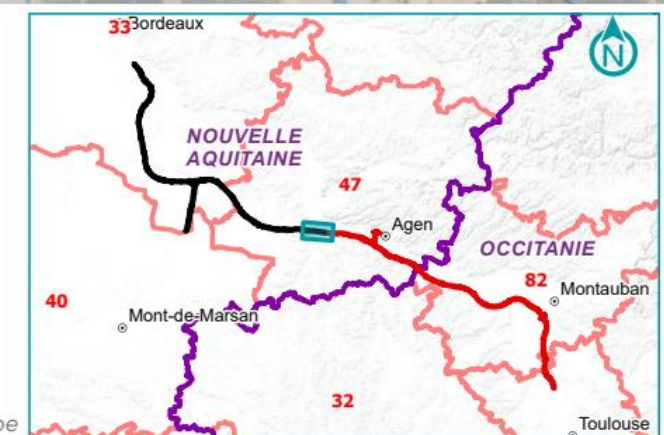 33
Bordeaux
N
NOUVELLE
AQUITAINE
47
Agen
OCCITANIE
82
Montauban
40
Mont-de-Marsan
32
Toulouse